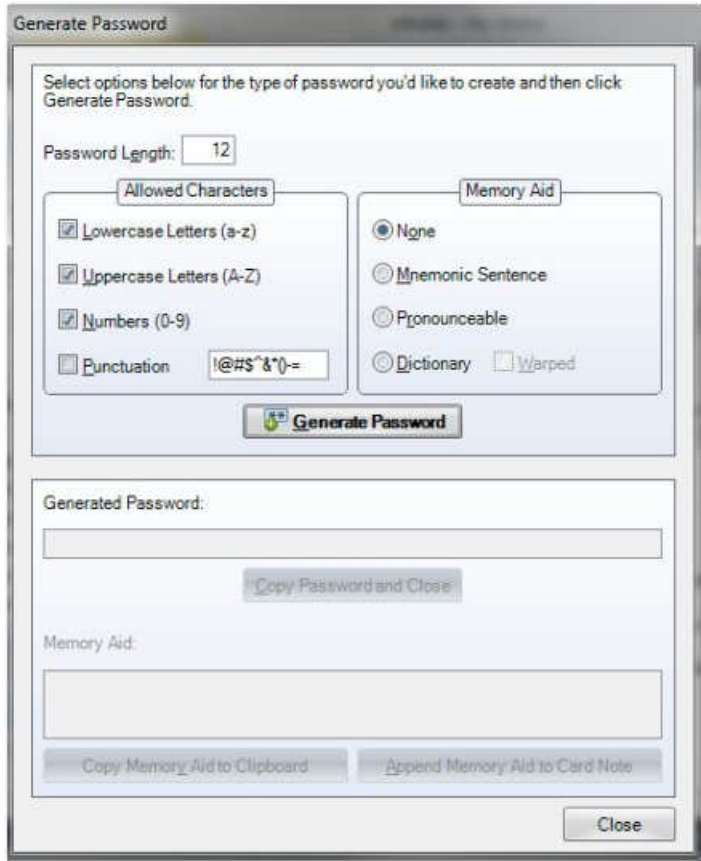 Generate Password
Select options below for the type of password you'd like to create and then click
Generate Password.
Password Length: 12
Allowed Characters
Lowercase Letters (a-z)
Uppercase Letters (A-Z)
Numbers (0-9)
Punctuation !@#$^&*()-=
Memory Aid
None
Mnemonic Sentence
Pronounceable
Dictionary Warped
Generate Password
Generated Password:
Copy Password and Close
Memory Aid:
Copy Memory Aid to Clipboard Append Memory Aid to Card Note
Close